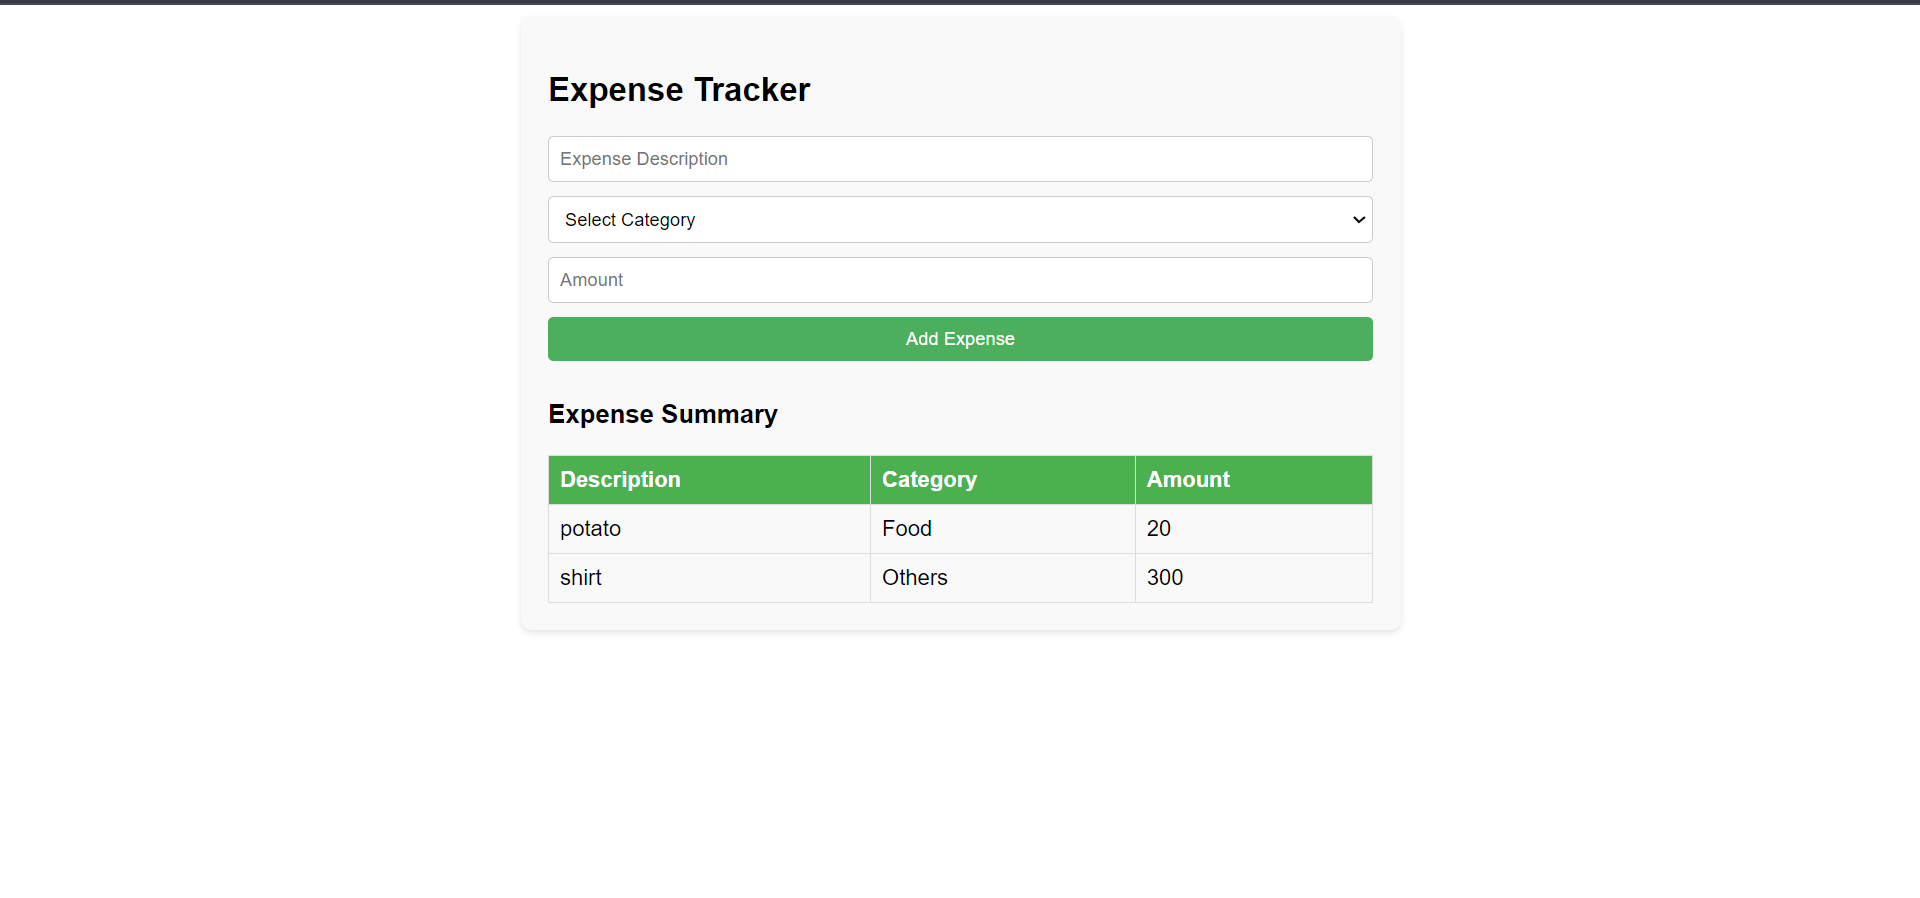 Expense Tracker
Expense Description
Select Category
Amount
Add Expense
Expense Summary
Description Category Amount
potato Food 20
shirt Others 300